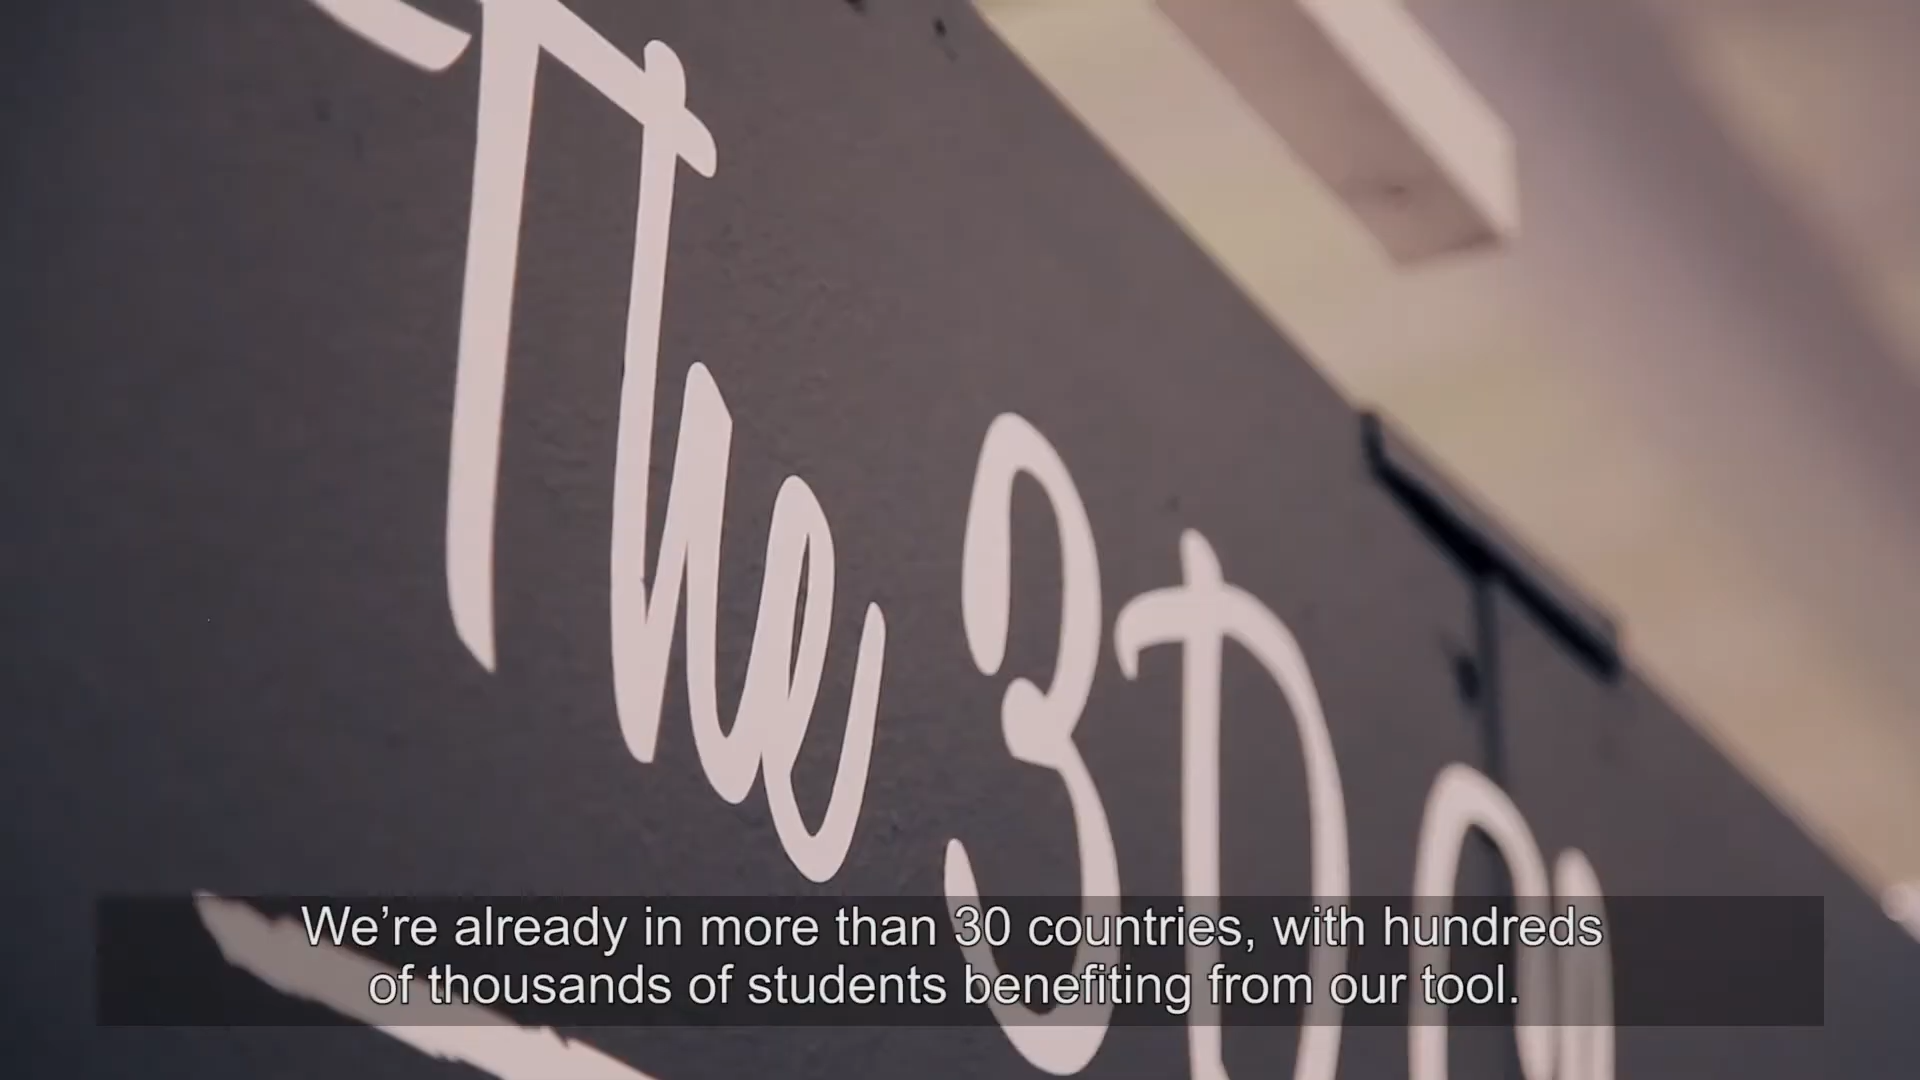 The 3D
We're already in more than 30 countries, with hundreds
of thousands of students benefiting from our tool.